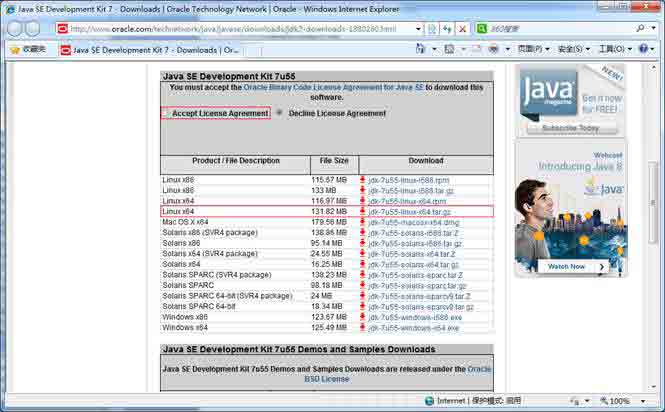 Java SE Development Kit 7 - Downloads | Oracle Technology Network | Oracle - Windows Internet Explorer
360搜索
收藏夹
Java SE Development Kit 7 - Downloads | Ora...
页面(P)
安全(S)
工具(O)
Java SE Development Kit 7u55
You must accept the Oracle Binary Code License Agreement for Java SE to download this
software.
Accept License Agreement
Decline License Agreement
Product / File Description File Size Download
Linux x86 115.67 MB jdk-7u55-linux-i586.rpm
Linux x86 133 MB jdk-7u55-linux-i586.tar.gz
Linux x64 116.97 MB jdk-7u55-linux-x64.rpm
Linux x64 131.82 MB jdk-7u55-linux-x64.tar.gz
Mac OS X x64 179.56 MB jdk-7u55-macosx-x64.dmg
Solaris x86 (SVR4 package) 138.86 MB jdk-7u55-solaris-i586.tar.Z
Solaris x86 95.14 MB jdk-7u55-solaris-i586.tar.gz
Solaris x64 (SVR4 package) 24.55 MB jdk-7u55-solaris-x64.tar.Z
Solaris x64 16.25 MB jdk-7u55-solaris-x64.tar.gz
Solaris SPARC (SVR4 package) 138.23 MB jdk-7u55-solaris-sparc.tar.Z
Solaris SPARC 98.18 MB jdk-7u55-solaris-sparc.tar.gz
Solaris SPARC 64-bit (SVR4 package) 24 MB jdk-7u55-solaris-sparcv9.tar.Z
Solaris SPARC 64-bit 18.34 MB jdk-7u55-solaris-sparcv9.tar.gz
Windows x86 123.67 MB jdk-7u55-windows-i586.exe
Windows x64 125.49 MB jdk-7u55-windows-x64.exe
Java SE Development Kit 7u55 Demos and Samples Downloads
Java SE Development Kit 7u55 Demos and Samples Downloads are released under the Oracle
BSD License
NEW!
Java
magazine
Get it now
for FREE!
Subscribe Today
Webcast
Introducing Java 8
Java
Watch Now
Internet | 保护模式: 启用
100%